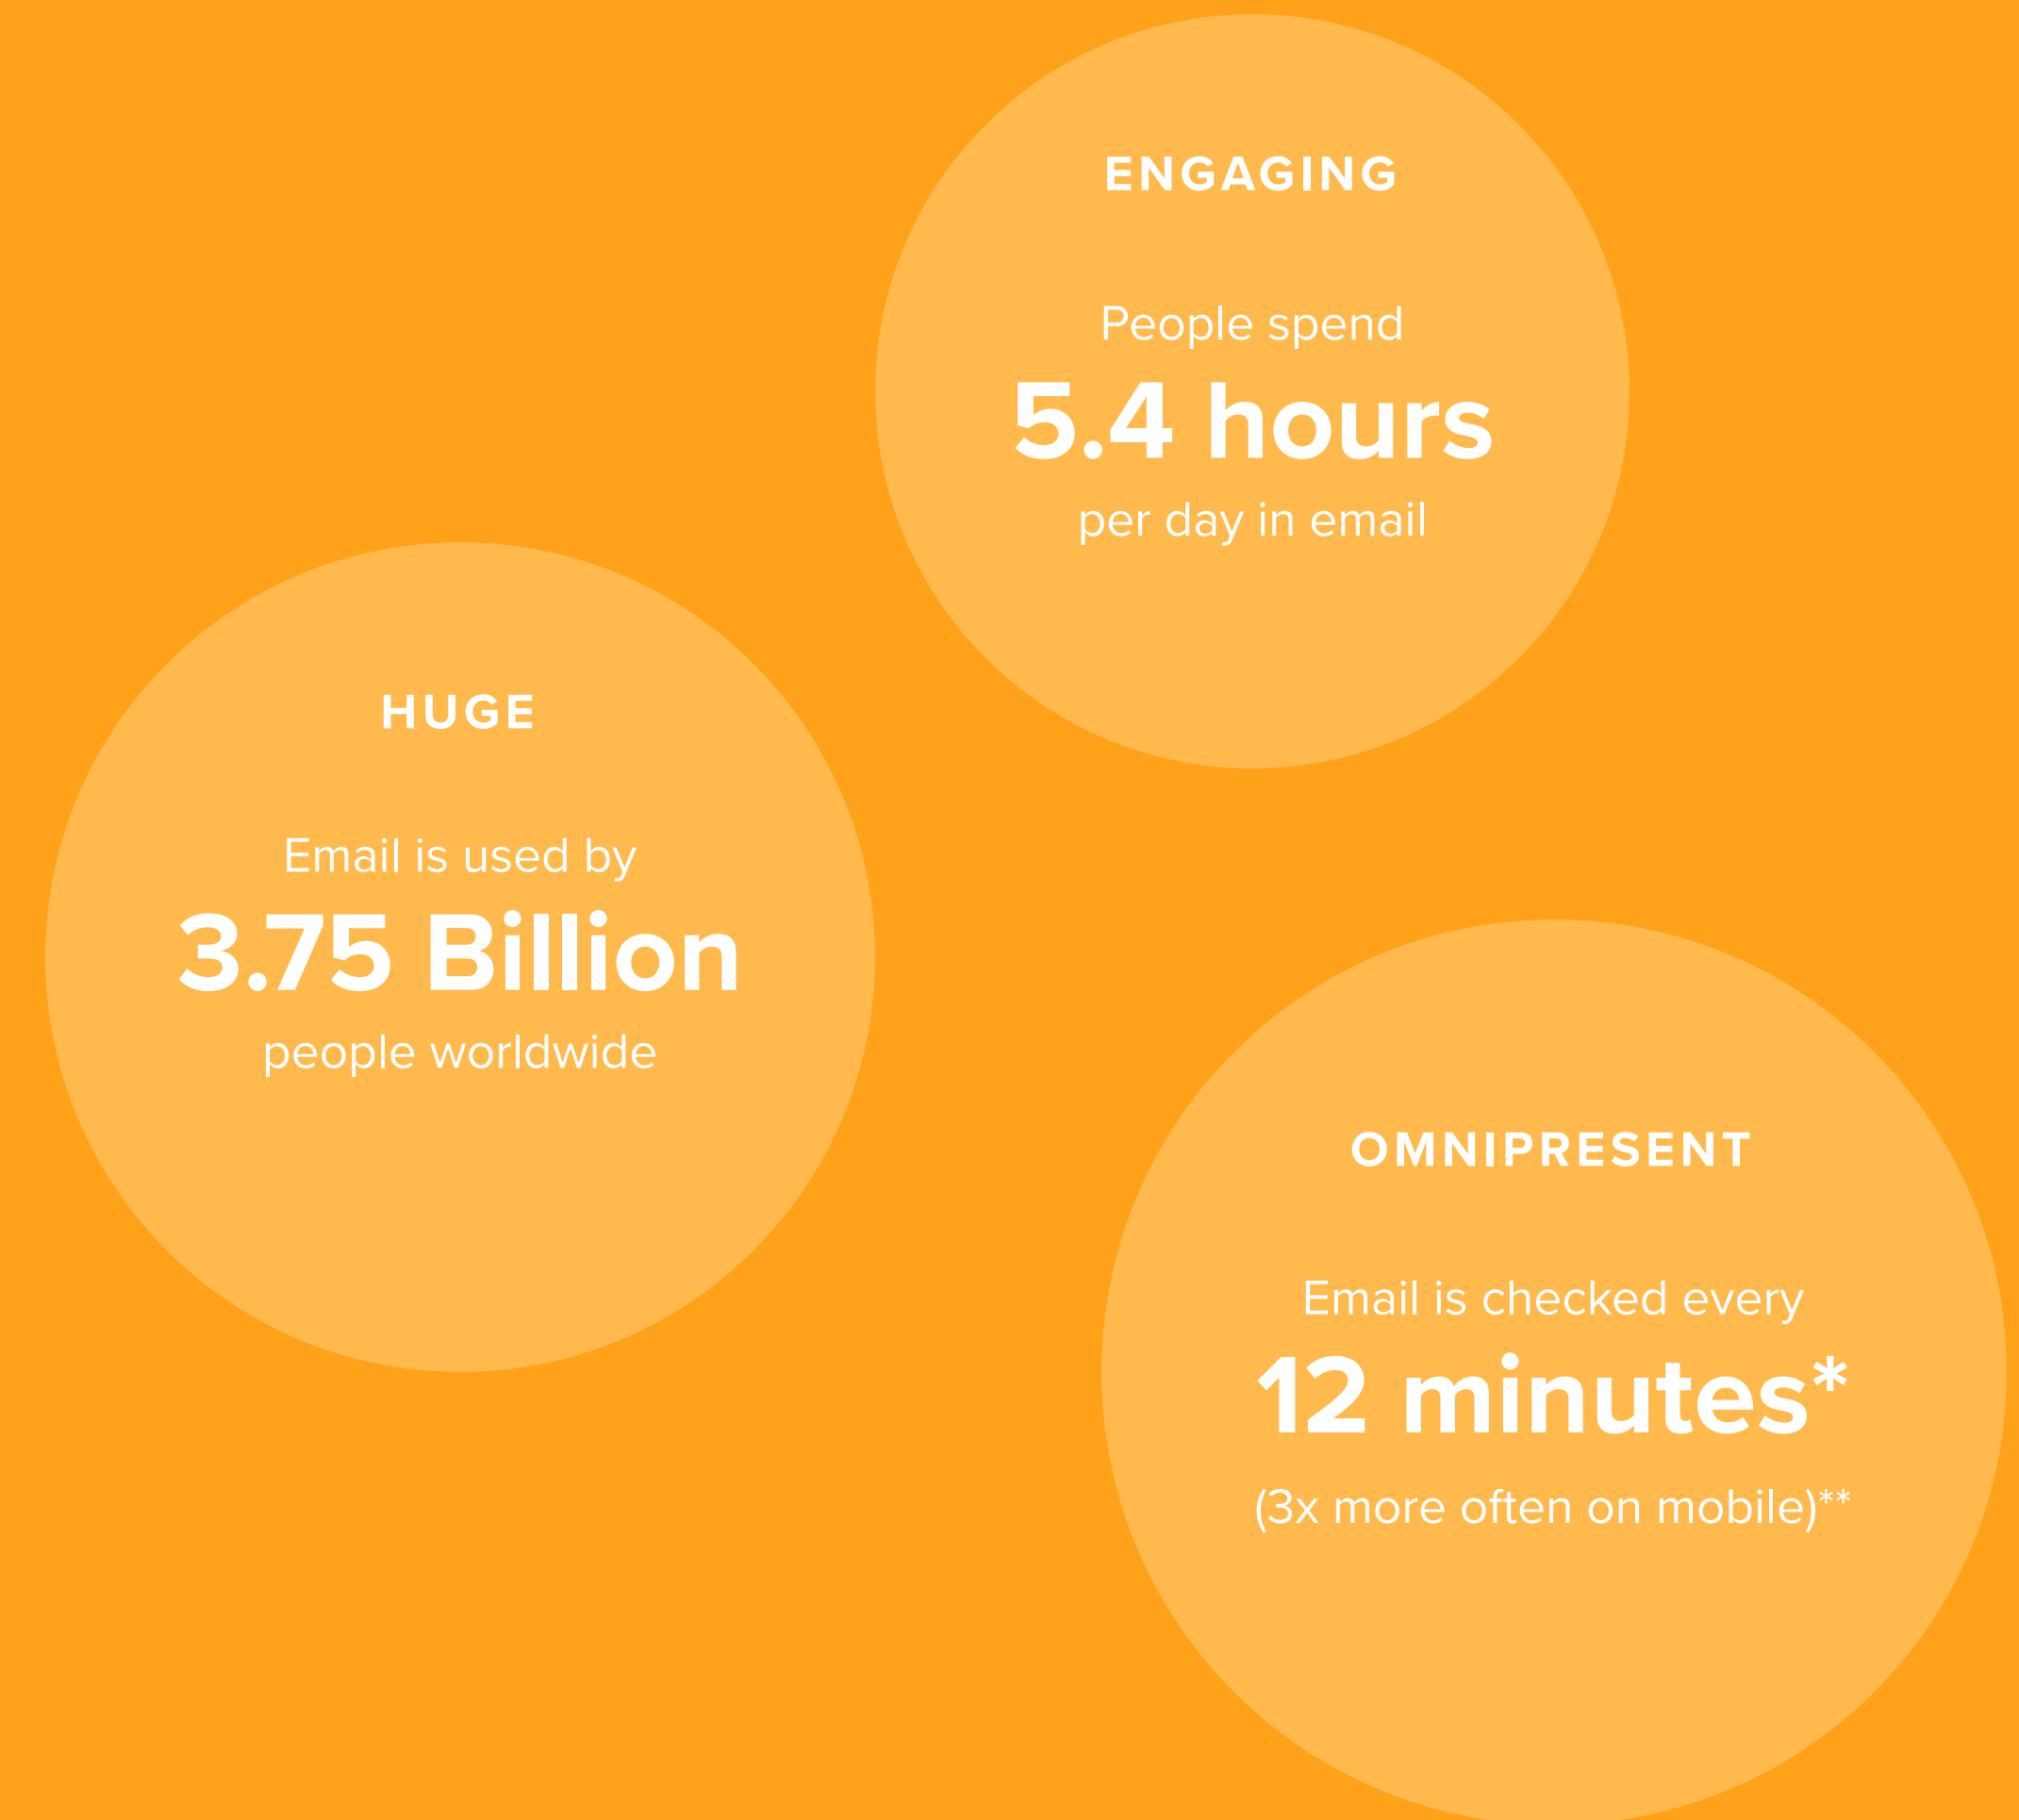 ENGAGING
People spend
5.4 hours
per day in email
HUGE
Email is used by
3.75 Billion
people worldwide
OMNIPRESENT
Email is checked every
12 minutes*
(3x more often on mobile)**